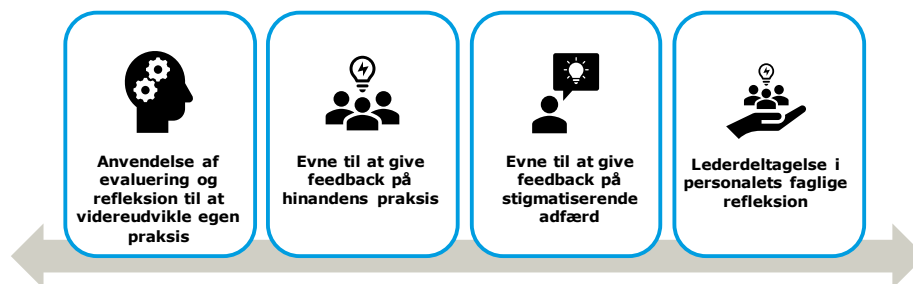 Anvendelse af
evaluering og
refleksion til at
videreudvikle egen
praksis
Evne til at give
feedback på
hinandens praksis
Evne til at give
feedback på
stigmatiserende
adfærd
Lederdeltagelse i
personalets faglige
refleksion